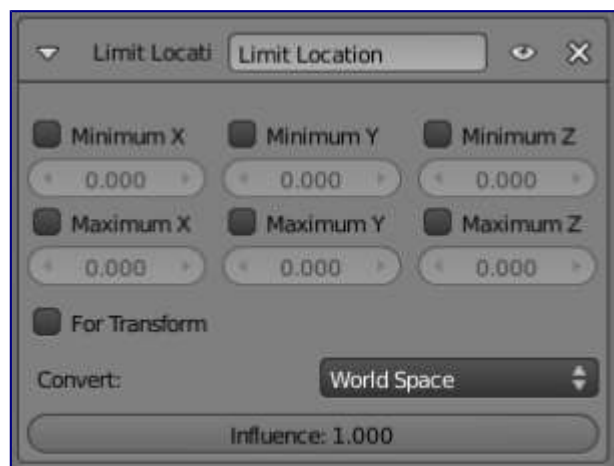 Limit Locati Limit Location
Minimum X Minimum Y Minimum Z
0.000 0.000 0.000
Maximum X Maximum Y Maximum Z
0.000 0.000 0.000
For Transform
Convert: World Space
Influence: 1.000